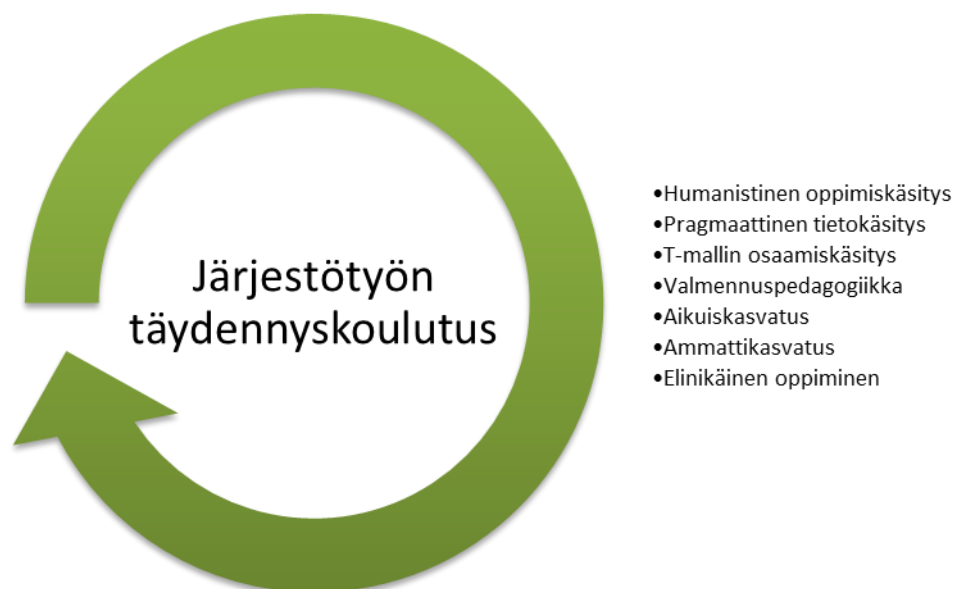 Järjestötyön
täydennyskoulutus
•Humanistinen oppimiskäsitys
•Pragmaattinen tietokäsitys
•T-mallin osaamiskäsitys
•Valmennuspedagogiikka
•Aikuiskasvatus
•Ammattikasvatus
•Elinikäinen oppiminen